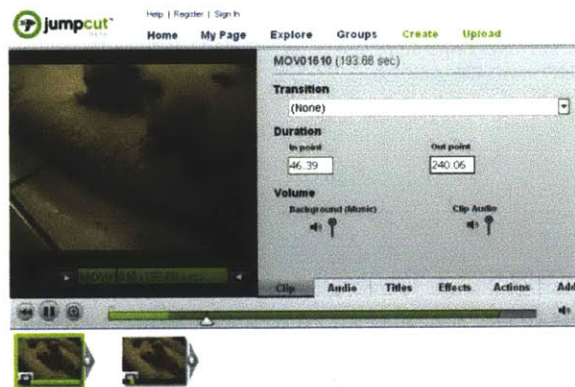 jumpcut
Help | Register | Sign In
Home My Page Explore Groups Create Upload
MOV01610 (193.66 sec)
Transition
(None)
Duration
In point Out point
46.39 240.06
Volume
Background (Music) Clip Audio
Clip Audio Titles Effects Actions Add